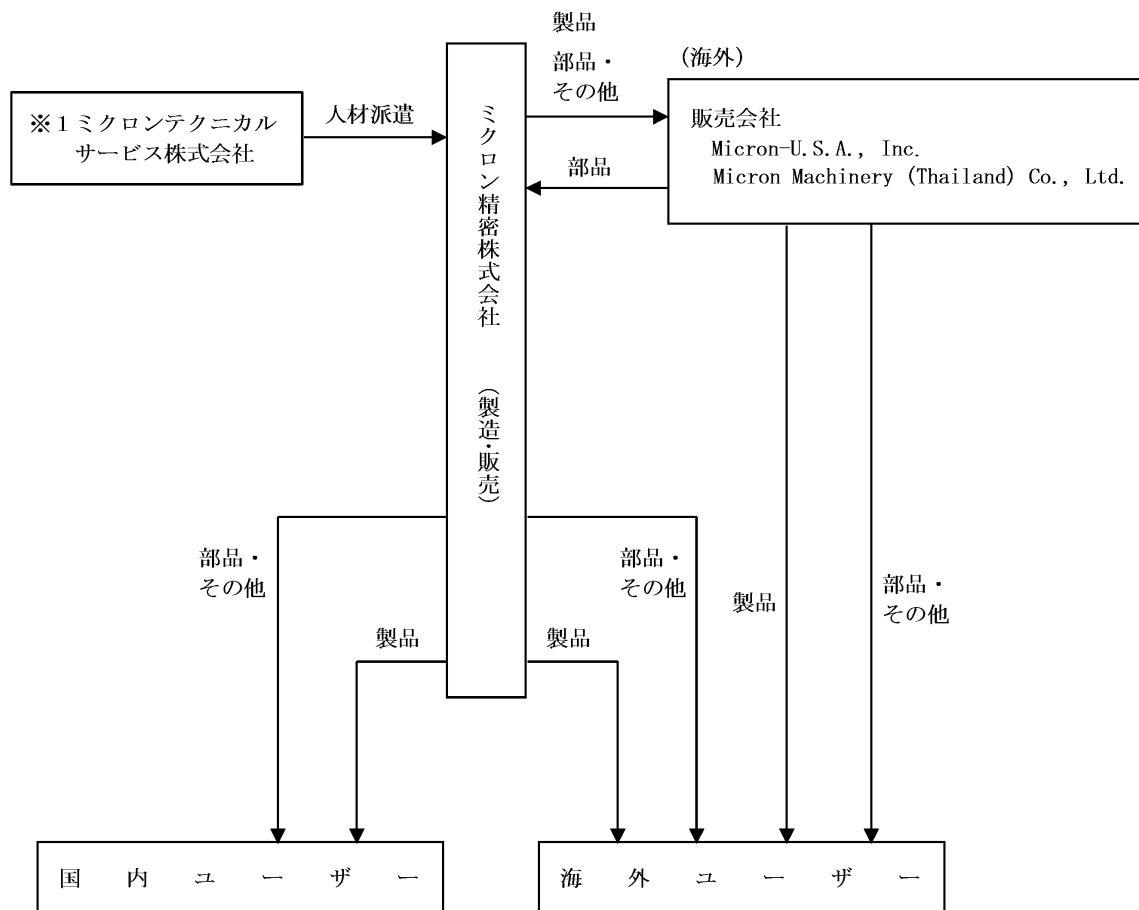 製品
部品・
その他
(海外)
※1ミクロンテクニカル
サービス株式会社
人材派遣
ミクロン精密株式会社 (製造・販売)
販売会社
Micron-U.S.A., Inc.
Micron Machinery (Thailand) Co., Ltd.
部品
部品・
その他
製品
部品・
その他
製品
製品
部品・
その他
国内ユーザー
海外ユーザー